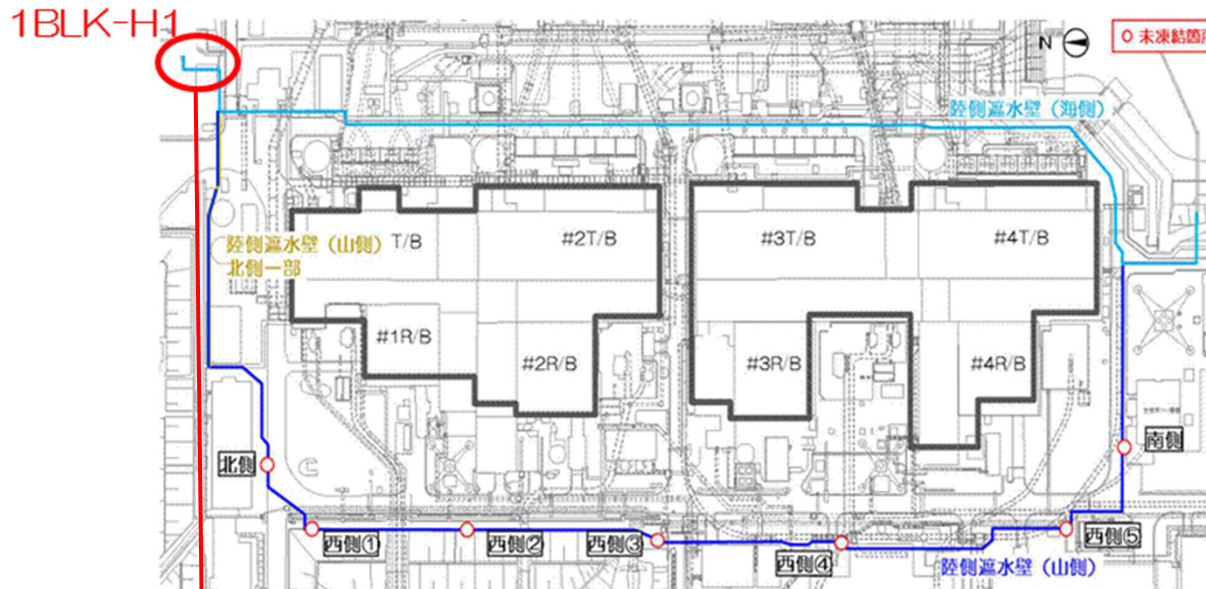 1BLK-H1
N
未凍結箇所
陸側遮水壁（海側）
陸側遮水壁（山側）
北側一部
T/B
#2T/B
#3T/B
#4T/B
#1R/B
#2R/B
#3R/B
#4R/B
北側
南側
西側①
西側②
西側③
西側④
西側⑤
陸側遮水壁（山側）